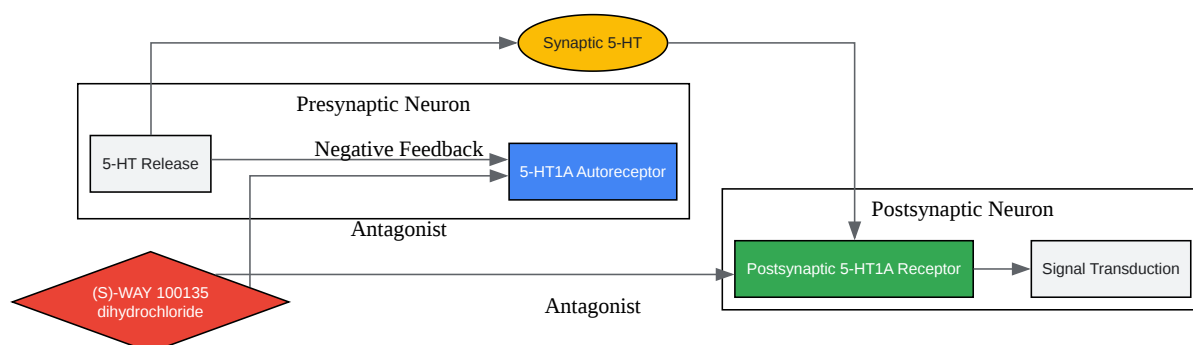 Synaptic 5-HT
Presynaptic Neuron
5-HT Release
Negative Feedback
5-HT1A Autoreceptor
Antagonist
Postsynaptic Neuron
Postsynaptic 5-HT1A Receptor
Signal Transduction
(S)-WAY 100135
dihydrochloride
Antagonist